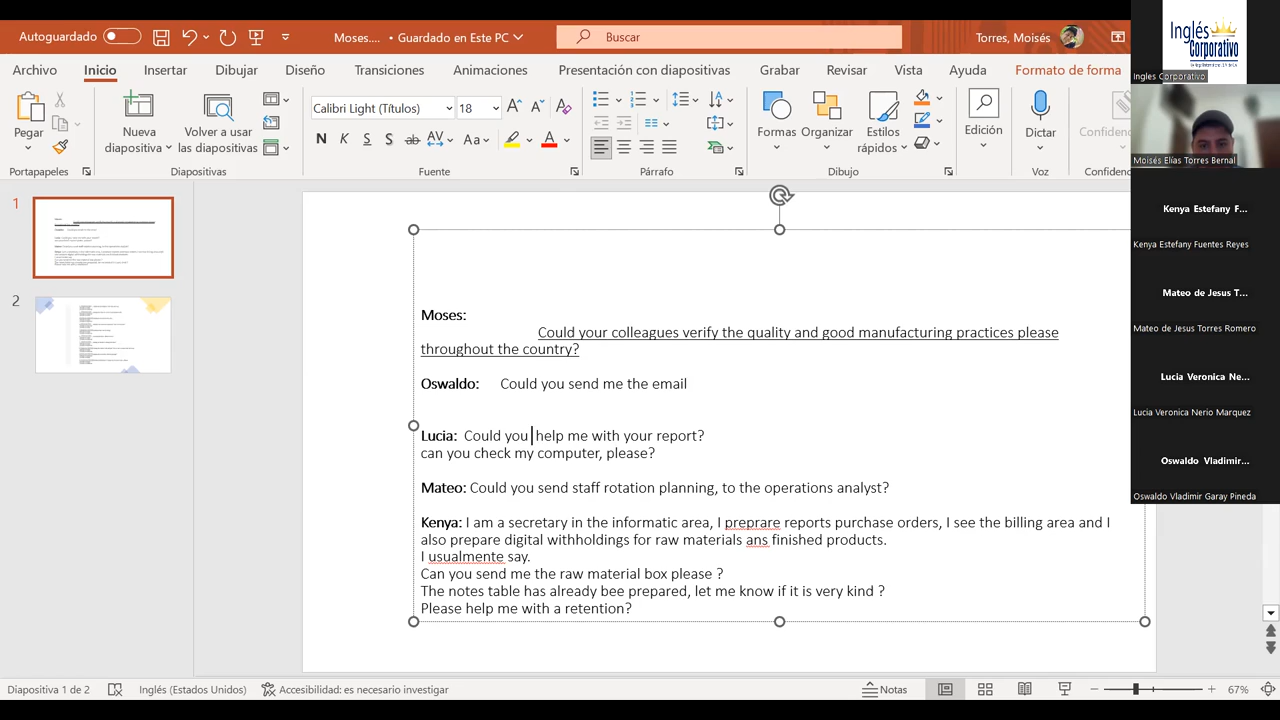 Autoguardado
Moses.... • Guardado en Este PC
Buscar
Torres, Moisés
Archivo Inicio Insertar Dibujar Diseño Transiciones Animaciones Presentación con diapositivas Grabar Revisar Vista Ayuda Formato de forma
Pegar
Nueva diapositiva
Volver a usar las diapositivas
Calibri Light (Títulos) 18
N K S S ab AV Aa A
Formas
Organizar
Estilos rápidos
Edición
Dictar
Confidenc
Portapapeles Diapositivas Fuente Párrafo Dibujo Voz Confidenc
1
2
Moses:
Could your colleagues verify the quality and good manufacturing practices please
throughout the country?
Oswaldo: Could you send me the email
Lucia: Could you help me with your report?
can you check my computer, please?
Mateo: Could you send staff rotation planning, to the operations analyst?
Kenya: I am a secretary in the informatic area, I preprare reports purchase orders, I see the billing area and I
also prepare digital withholdings for raw materials ans finished products.
I usualmente say.
Can you send me the raw material box please ?
The notes table has already bee prepared, let me know if it is very kind ?
Please help me with a retention?
Diapositiva 1 de 2
Inglés (Estados Unidos)
Accesibilidad: es necesario investigar
Notas
67%
Inglés
Corporativo
Ingles Corporativo
Moisés Elías Torres Bernal
Kenya Estefany F...
Kenya Estefany Fuentes Reyes
Mateo de Jesus T...
Mateo de Jesus Torres Romero
Lucia Veronica Ne...
Lucia Veronica Nerio Marquez
Oswaldo Vladimir...
Oswaldo Vladimir Garay Pineda